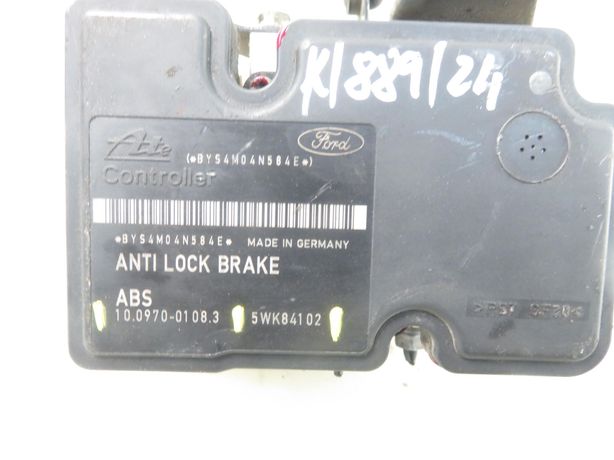 K/889/24
Ate
Ford
(*BYS4M04N584E*)
Controller
*BYS4M04N584E* MADE IN GERMANY
ANTI LOCK BRAKE
ABS
10.0970-0108.3 5WK84102